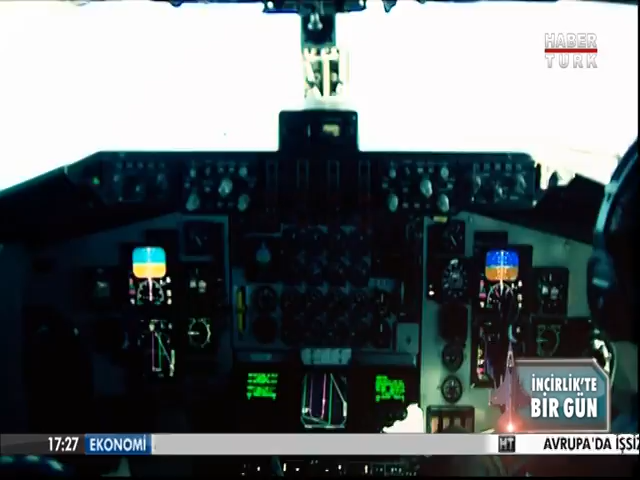 HABER
TÜRK
İNCİRLİK'TE
BİR GÜN
17:27 EKONOMİ HT AVRUPA'DA İŞSİZ